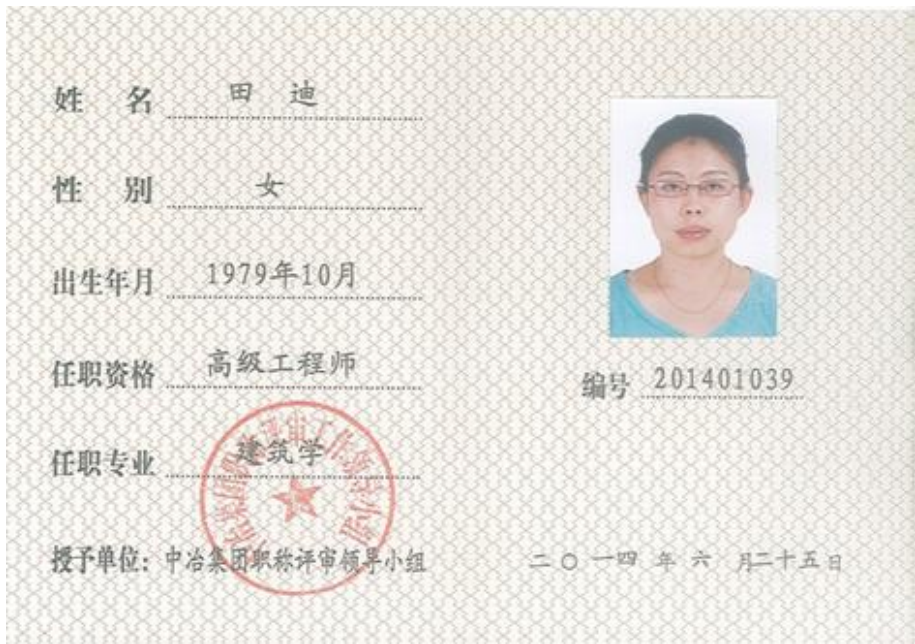 姓 名 田 迪
性 别 女
出生年月 1979年10月
任职资格 高级工程师
编号 201401039
任职专业 建筑学
授予单位：中冶集团职称评审领导小组
二〇一四 年 六 月二十五日